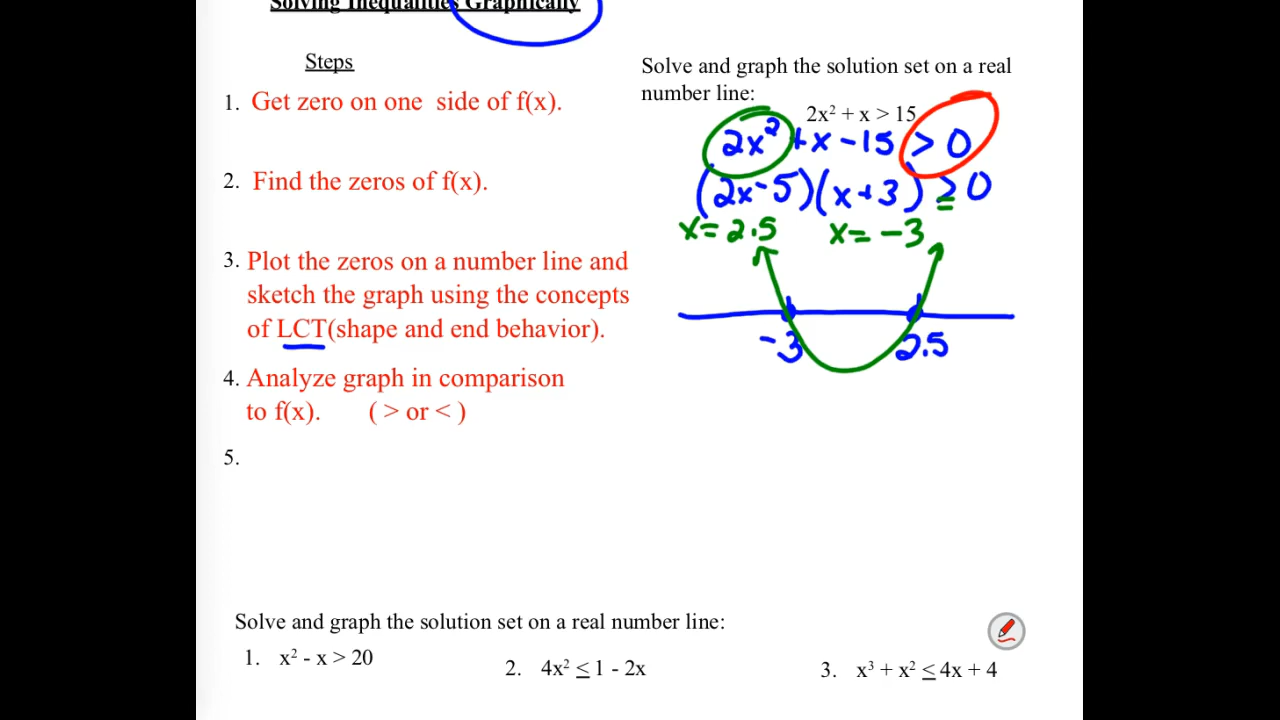 Solving Inequalities Graphically
Steps
1. Get zero on one side of f(x).
2. Find the zeros of f(x).
3. Plot the zeros on a number line and
sketch the graph using the concepts
of LCT(shape and end behavior).
4. Analyze graph in comparison
to f(x). ( > or < )
5.
Solve and graph the solution set on a real
number line:
2x² + x > 15
2x² + x - 15 > 0
(2x - 5)(x + 3) ≥ 0
x = 2.5 x = -3
-3 2.5
Solve and graph the solution set on a real number line:
1. x² - x > 20
2. 4x² ≤ 1 - 2x
3. x³ + x² ≤ 4x + 4